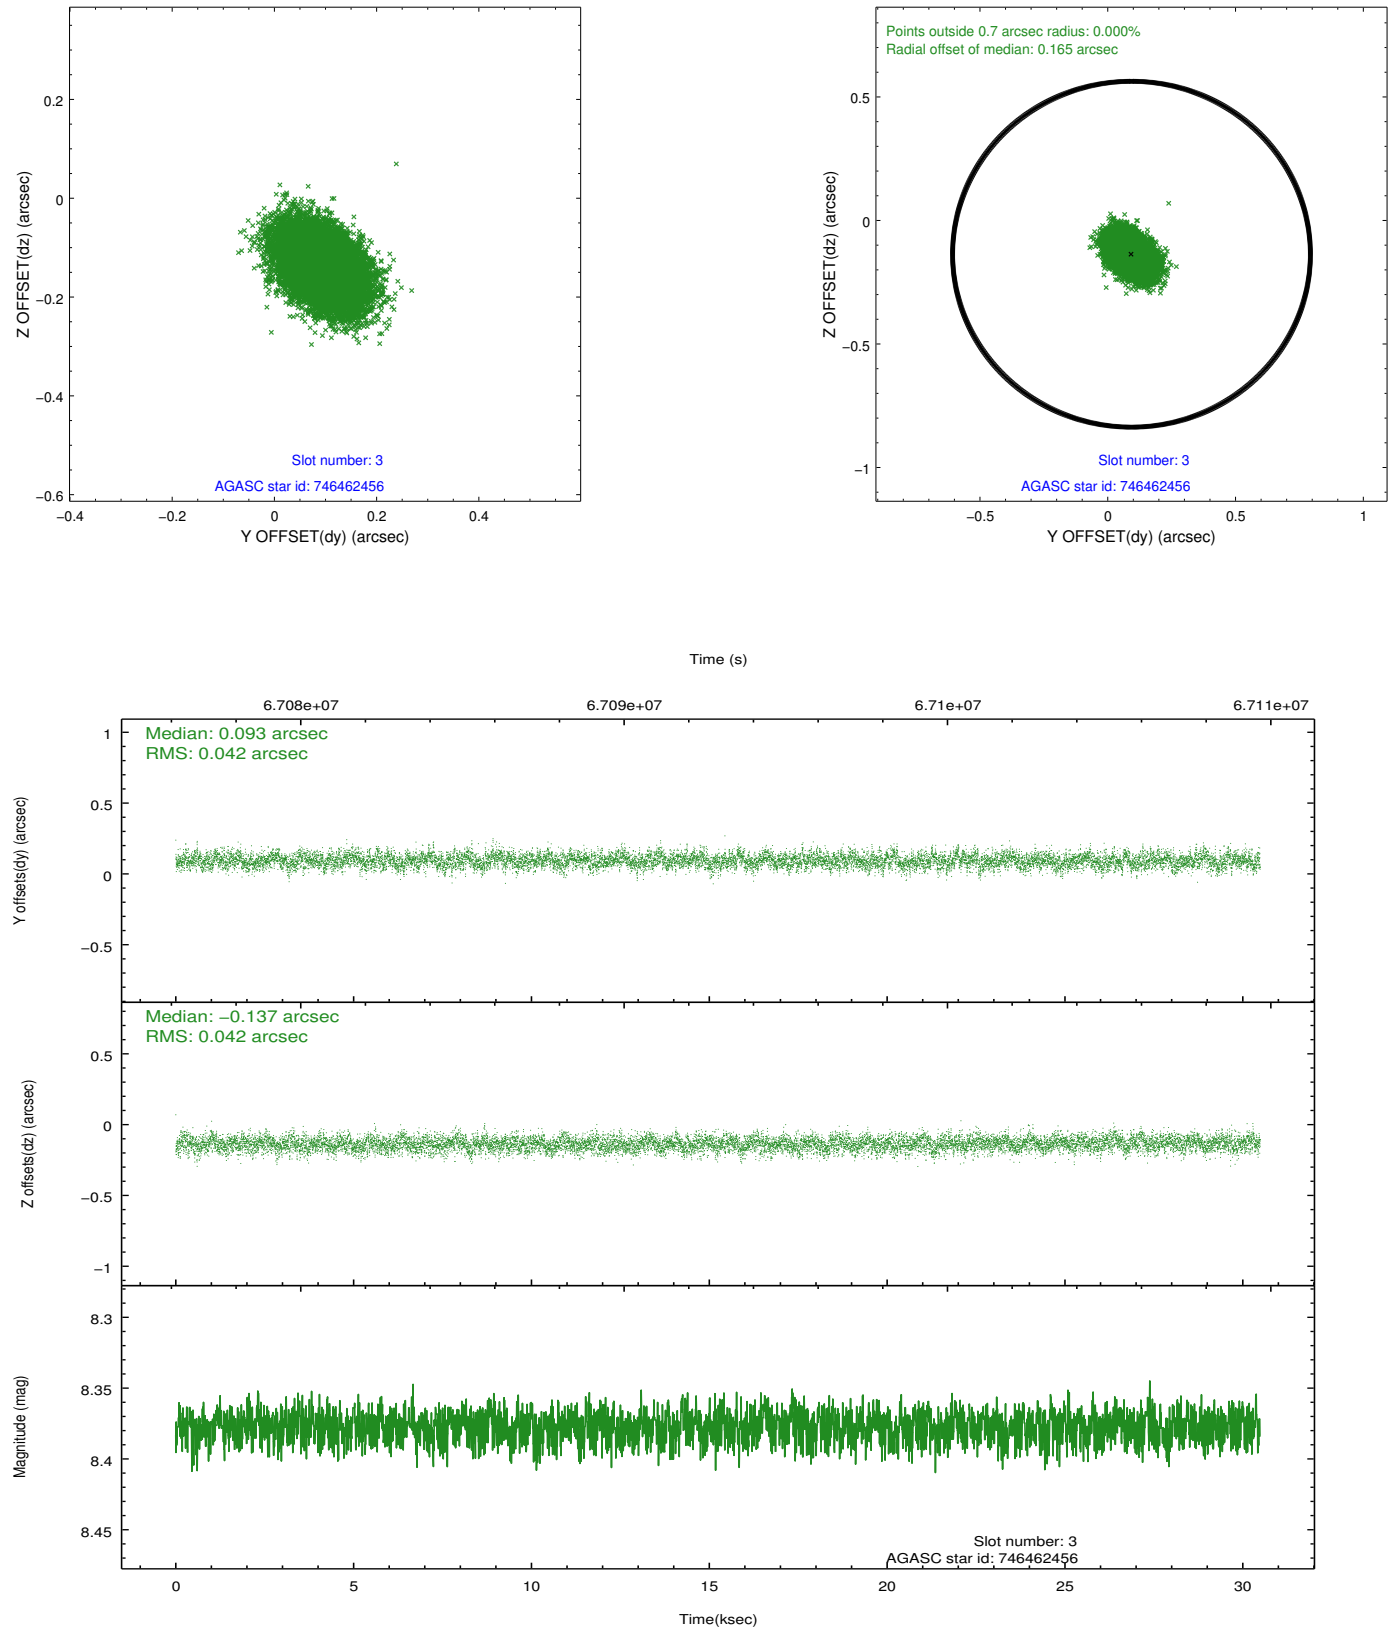 0.2
0
−0.2
−0.4
−0.6
Z OFFSET(dz) (arcsec)
Slot number: 3
AGASC star id: 746462456
−0.4 −0.2 0 0.2 0.4
Y OFFSET(dy) (arcsec)
Points outside 0.7 arcsec radius: 0.000%
Radial offset of median: 0.165 arcsec
0.5
0
−0.5
−1
Z OFFSET(dz) (arcsec)
Slot number: 3
AGASC star id: 746462456
−0.5 0 0.5 1
Y OFFSET(dy) (arcsec)
Time (s)
6.708e+07 6.709e+07 6.71e+07 6.711e+07
Median: 0.093 arcsec
RMS: 0.042 arcsec
1
0.5
0
−0.5
Y offsets(dy) (arcsec)
Median: −0.137 arcsec
RMS: 0.042 arcsec
0.5
0
−0.5
−1
Z offsets(dz) (arcsec)
8.3
8.35
8.4
8.45
Magnitude (mag)
Slot number: 3
AGASC star id: 746462456
0 5 10 15 20 25 30
Time(ksec)